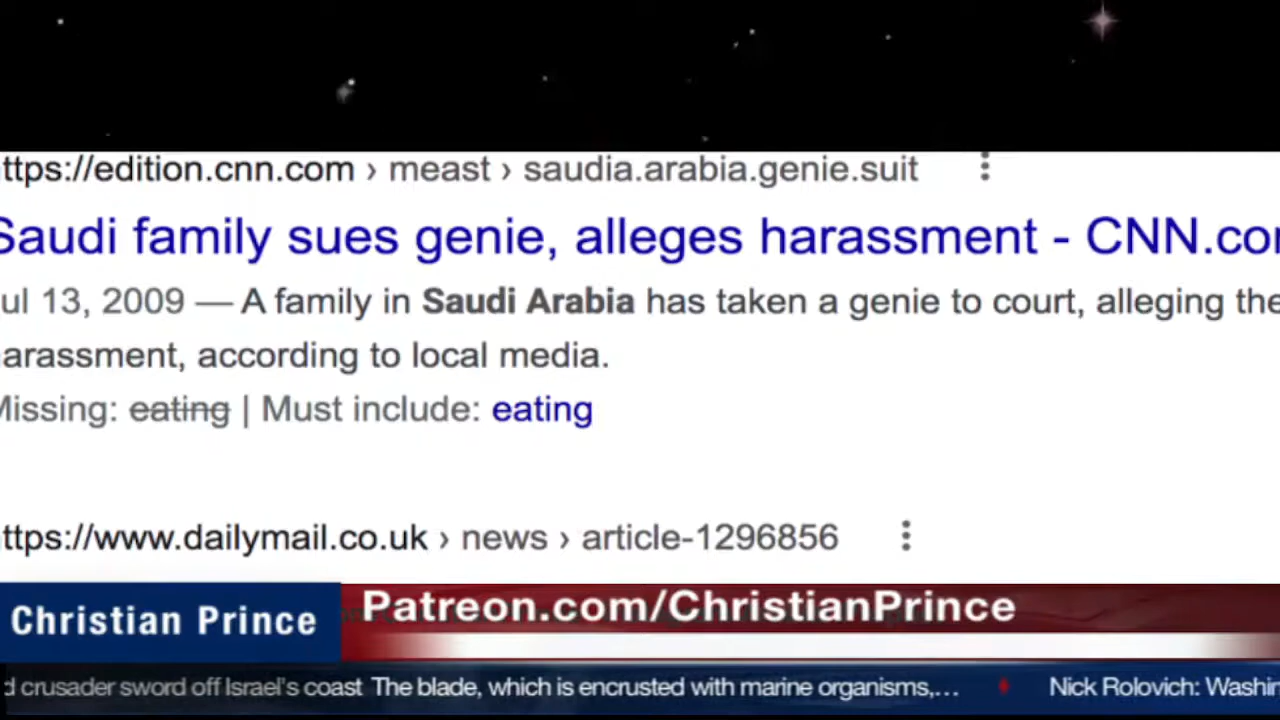 ttps://edition.cnn.com › meast › saudia.arabia.genie.suit
Saudi family sues genie, alleges harassment - CNN.co
ul 13, 2009 — A family in Saudi Arabia has taken a genie to court, alleging the
arassment, according to local media.
Missing: eating | Must include: eating
ttps://www.dailymail.co.uk › news › article-1296856
Christian Prince
Patreon.com/ChristianPrince
d crusader sword off Israel's coast The blade, which is encrusted with marine organisms,… Nick Rolovich: Washin